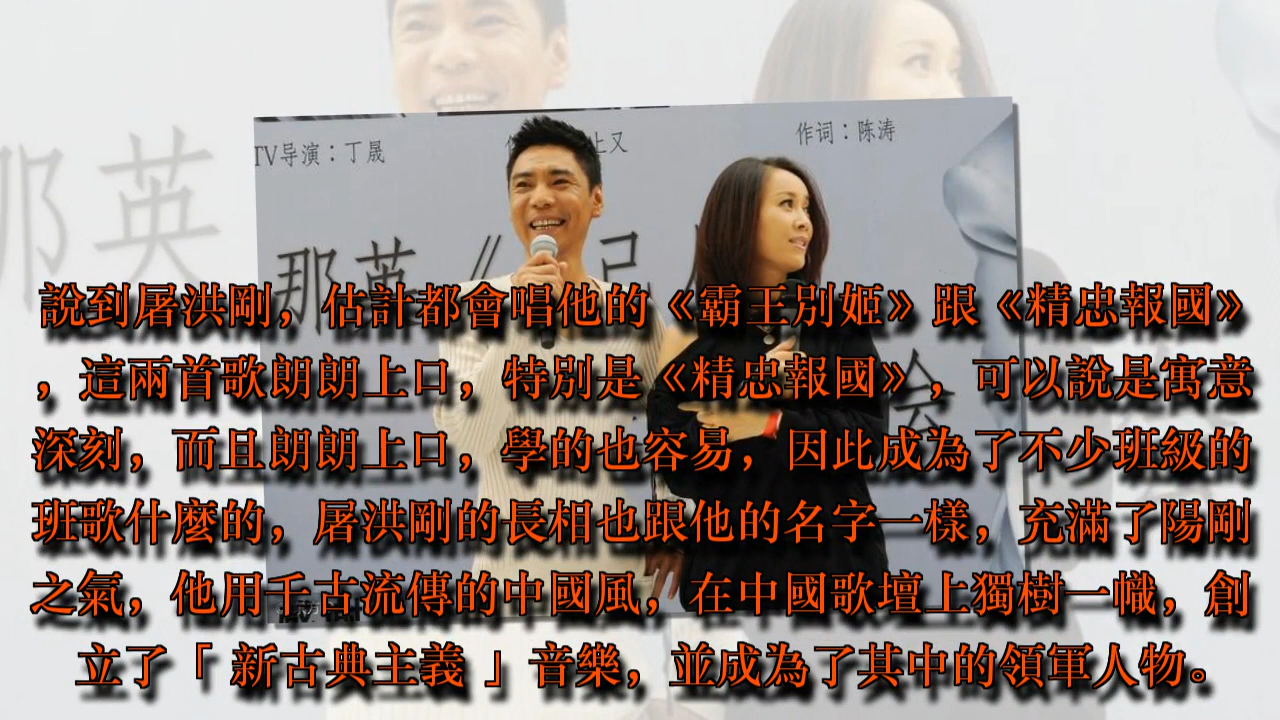 那英
TV导演：丁晟
上又
作词：陈涛
那英《
会
說到屠洪剛，估計都會唱他的《霸王別姬》跟《精忠報國》
，這兩首歌朗朗上口，特別是《精忠報國》，可以說是寓意
深刻，而且朗朗上口，學的也容易，因此成為了不少班級的
班歌什麼的，屠洪剛的長相也跟他的名字一樣，充滿了陽剛
之氣，他用千古流傳的中國風，在中國歌壇上獨樹一幟，創
立了「 新古典主義 」音樂，並成為了其中的領軍人物。